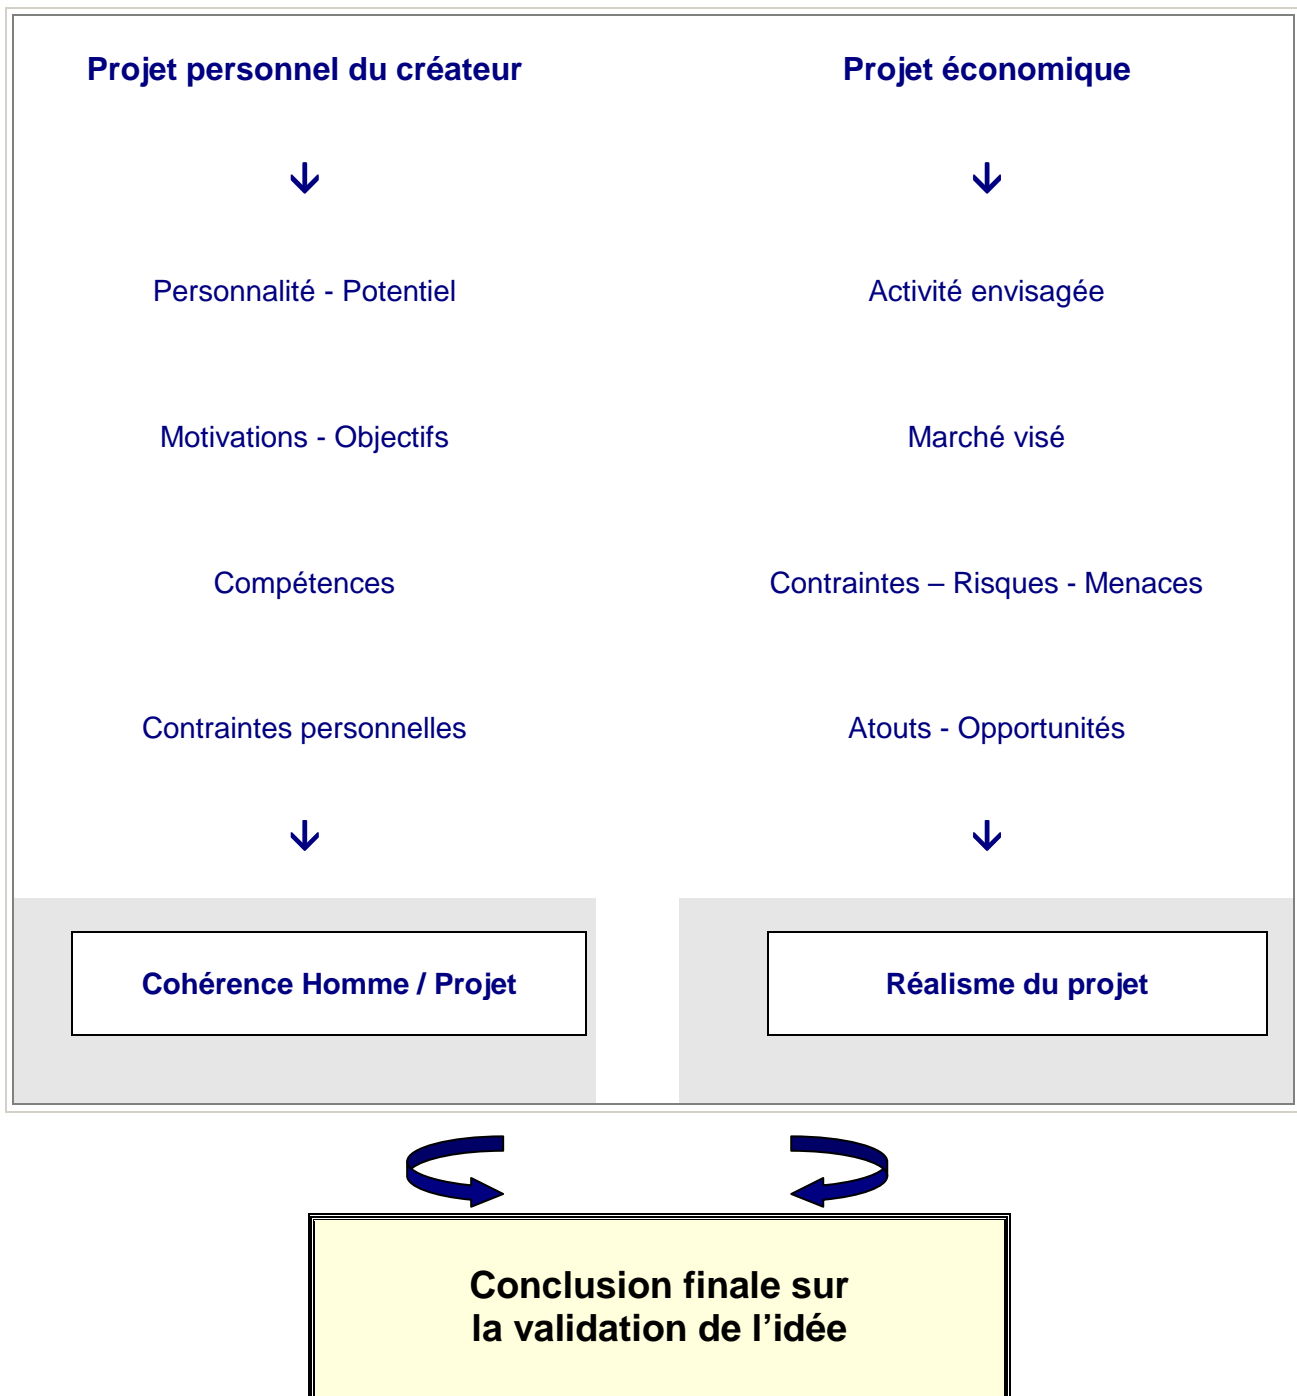 Projet personnel du créateur
Projet économique
Personnalité - Potentiel
Activité envisagée
Motivations - Objectifs
Marché visé
Compétences
Contraintes – Risques - Menaces
Contraintes personnelles
Atouts - Opportunités
Cohérence Homme / Projet
Réalisme du projet
Conclusion finale sur
la validation de l’idée